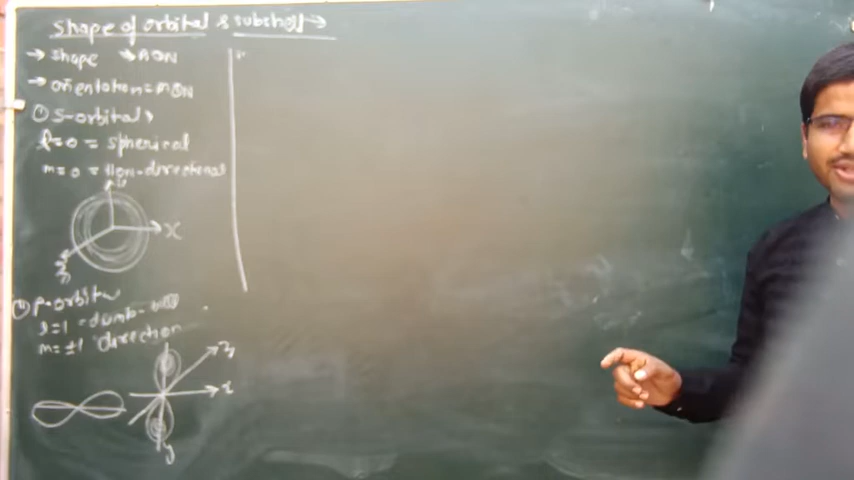 Shape of orbital & subshell →
→ shape → AQN
→ orientation = MQN
① S-orbital →
l=0 = spherical
m=0 = Non-directional
y
X
z
② P-orbital
l=1 - dumb-
m=±1 direction
z
x
y